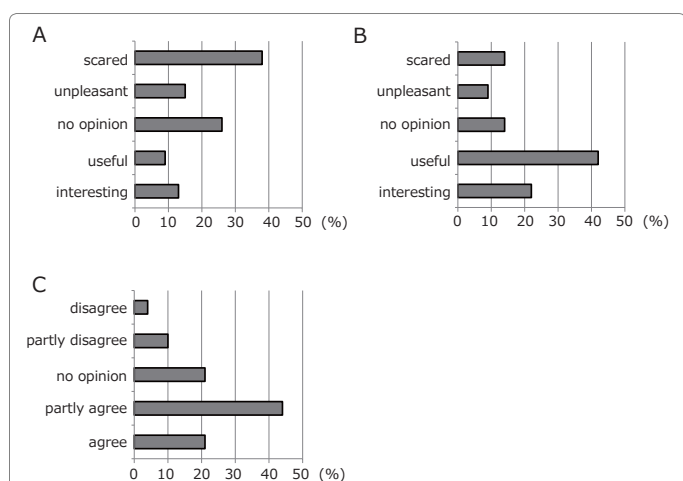 A
scared
unpleasant
no opinion
useful
interesting
0 10 20 30 40 50 (%)
B
scared
unpleasant
no opinion
useful
interesting
0 10 20 30 40 50 (%)
C
disagree
partly disagree
no opinion
partly agree
agree
0 10 20 30 40 50 (%)